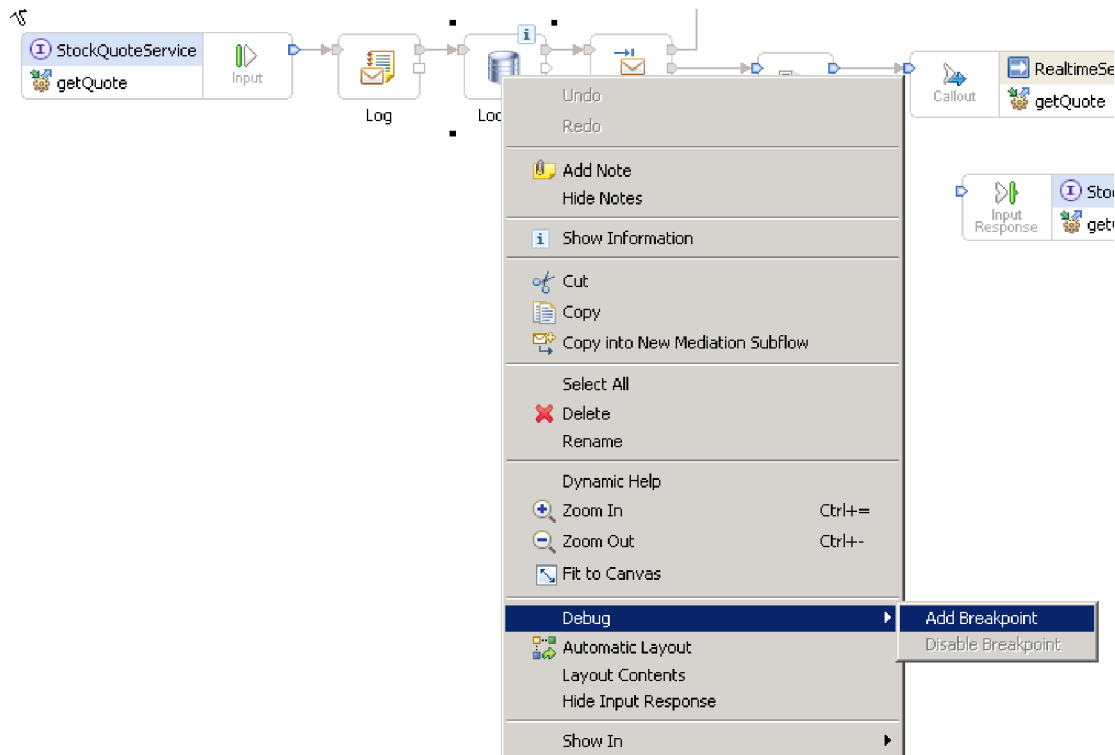 StockQuoteService
getQuote
Input
Log
Loo
RealtimeSe
getQuote
Callout
Input
Response
Stoc
get
Undo
Redo
Add Note
Hide Notes
Show Information
Cut
Copy
Copy into New Mediation Subflow
Select All
Delete
Rename
Dynamic Help
Zoom In Ctrl+=
Zoom Out Ctrl+-
Fit to Canvas
Debug
Add Breakpoint
Disable Breakpoint
Automatic Layout
Layout Contents
Hide Input Response
Show In